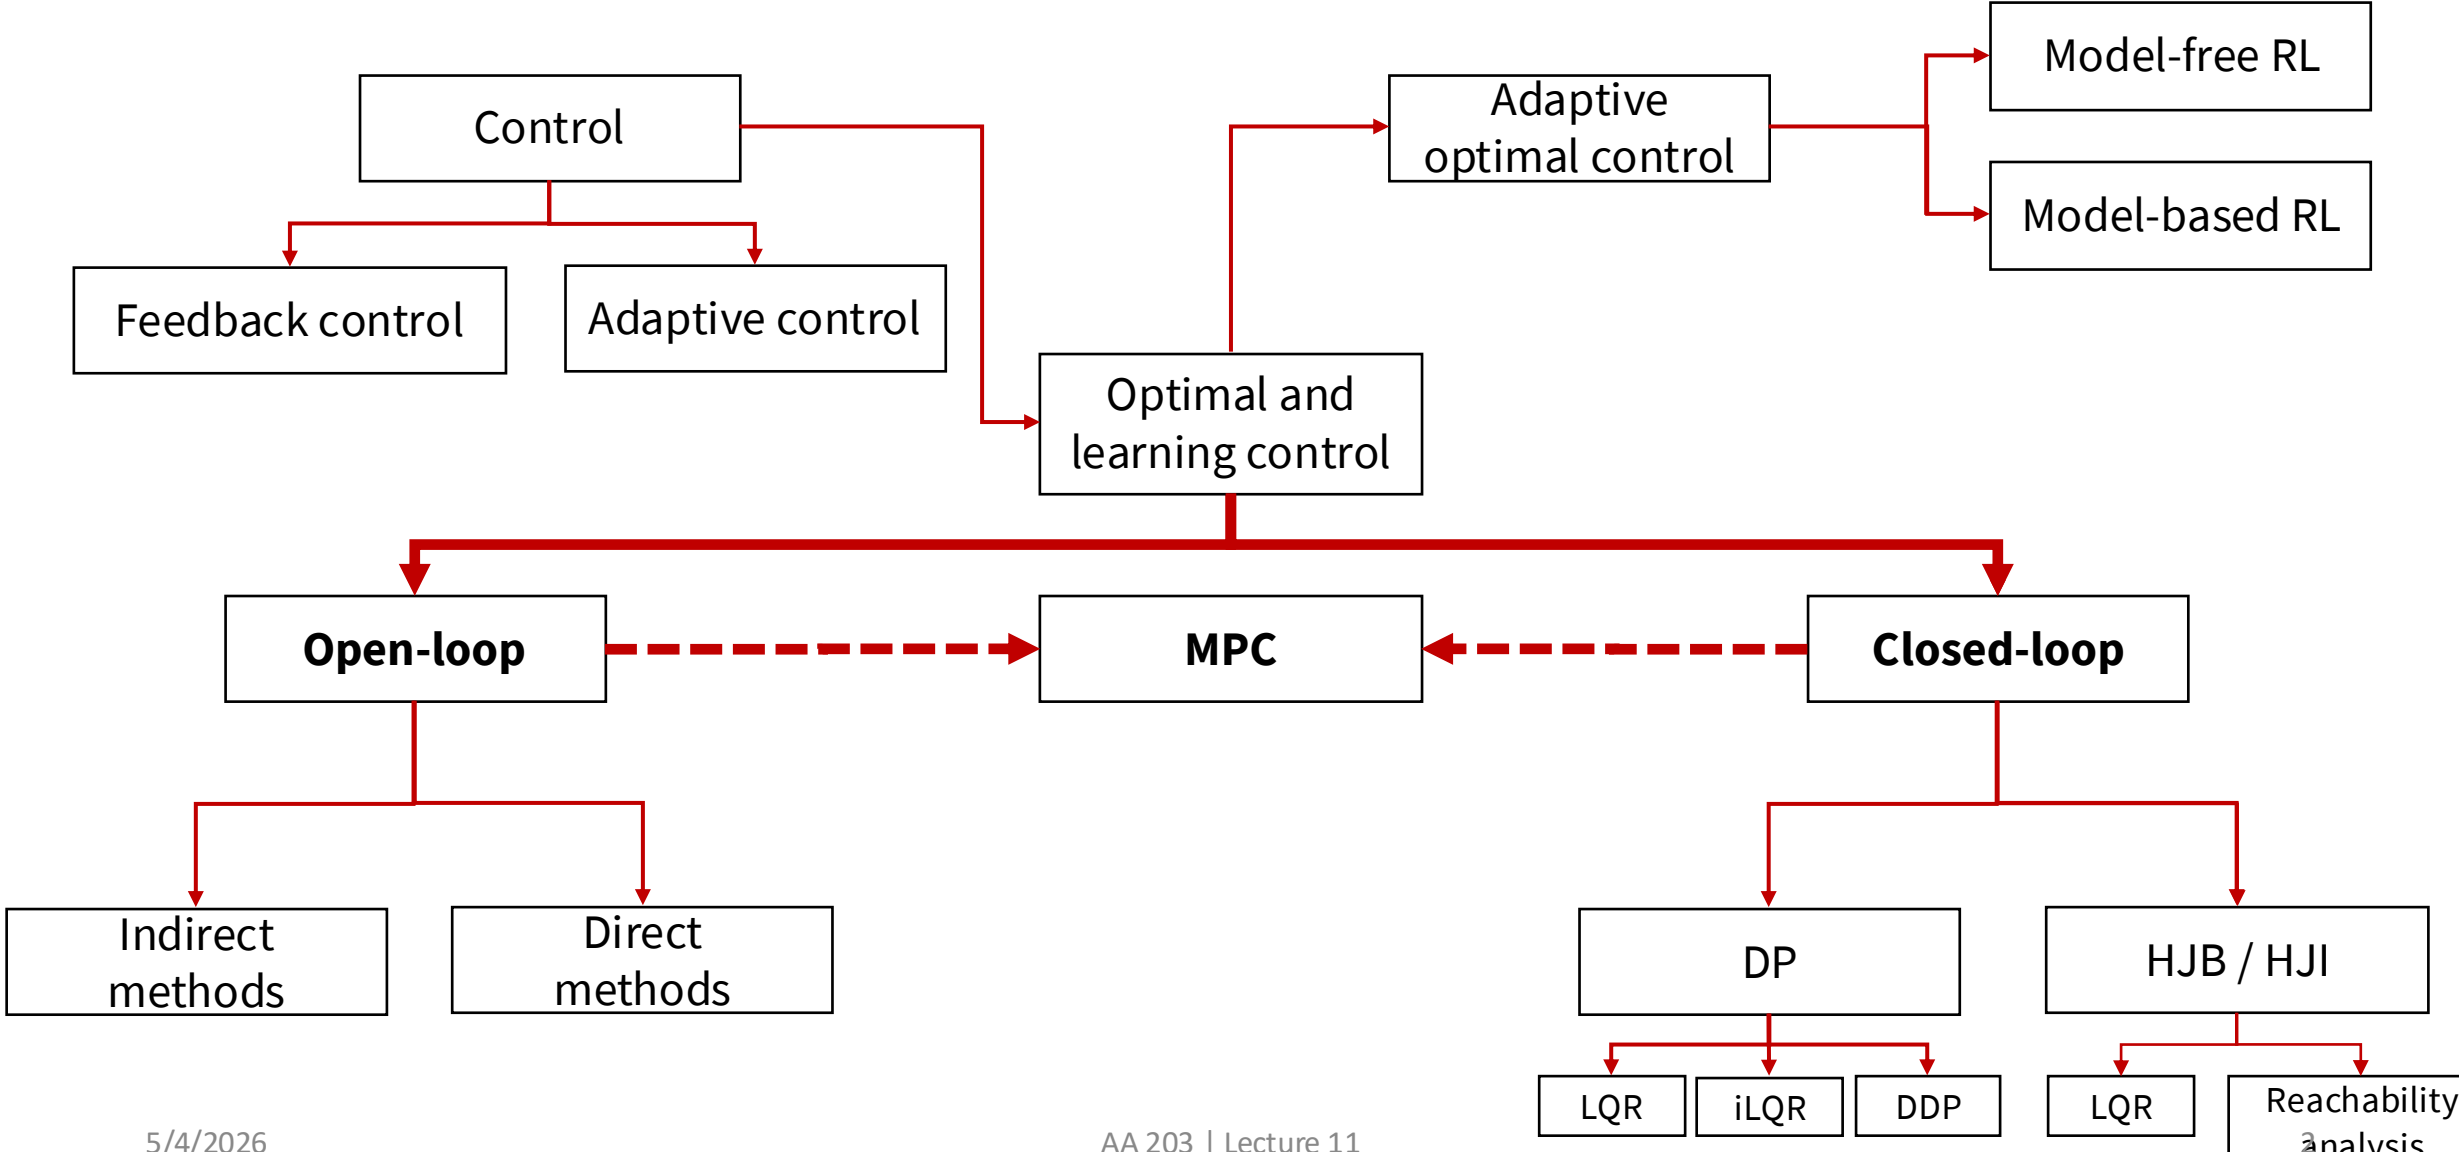 Control
Feedback control
Adaptive control
Optimal and
learning control
Adaptive
optimal control
Model-free RL
Model-based RL
Open-loop
MPC
Closed-loop
Indirect
methods
Direct
methods
DP
HJB / HJI
LQR
iLQR
DDP
LQR
Reachability
analysis
5/4/2026
AA 203 | Lecture 11
2